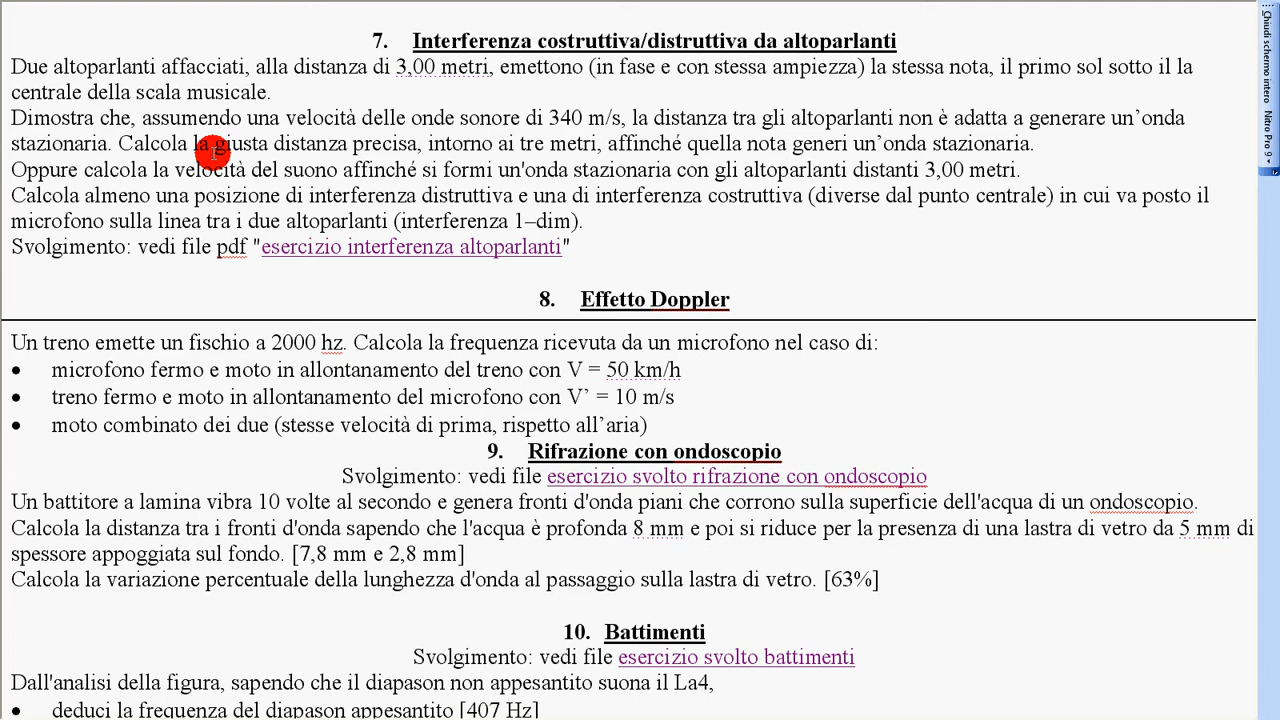 7. Interferenza costruttiva/distruttiva da altoparlanti
Due altoparlanti affacciati, alla distanza di 3,00 metri, emettono (in fase e con stessa ampiezza) la stessa nota, il primo sol sotto il la
centrale della scala musicale.
Dimostra che, assumendo una velocità delle onde sonore di 340 m/s, la distanza tra gli altoparlanti non è adatta a generare un’onda
stazionaria. Calcola la giusta distanza precisa, intorno ai tre metri, affinché quella nota generi un’onda stazionaria.
Oppure calcola la velocità del suono affinché si formi un'onda stazionaria con gli altoparlanti distanti 3,00 metri.
Calcola almeno una posizione di interferenza distruttiva e una di interferenza costruttiva (diverse dal punto centrale) in cui va posto il
microfono sulla linea tra i due altoparlanti (interferenza 1–dim).
Svolgimento: vedi file pdf "esercizio interferenza altoparlanti"
8. Effetto Doppler
Un treno emette un fischio a 2000 hz. Calcola la frequenza ricevuta da un microfono nel caso di:
• microfono fermo e moto in allontanamento del treno con V = 50 km/h
• treno fermo e moto in allontanamento del microfono con V’ = 10 m/s
• moto combinato dei due (stesse velocità di prima, rispetto all’aria)
9. Rifrazione con ondoscopio
Svolgimento: vedi file esercizio svolto rifrazione con ondoscopio
Un battitore a lamina vibra 10 volte al secondo e genera fronti d'onda piani che corrono sulla superficie dell'acqua di un ondoscopio.
Calcola la distanza tra i fronti d'onda sapendo che l'acqua è profonda 8 mm e poi si riduce per la presenza di una lastra di vetro da 5 mm di
spessore appoggiata sul fondo. [7,8 mm e 2,8 mm]
Calcola la variazione percentuale della lunghezza d'onda al passaggio sulla lastra di vetro. [63%]
10. Battimenti
Svolgimento: vedi file esercizio svolto battimenti
Dall'analisi della figura, sapendo che il diapason non appesantito suona il La4,
• deduci la frequenza del diapason appesantito [407 Hz]
Chiudi schermo intero Nitro Pro 9